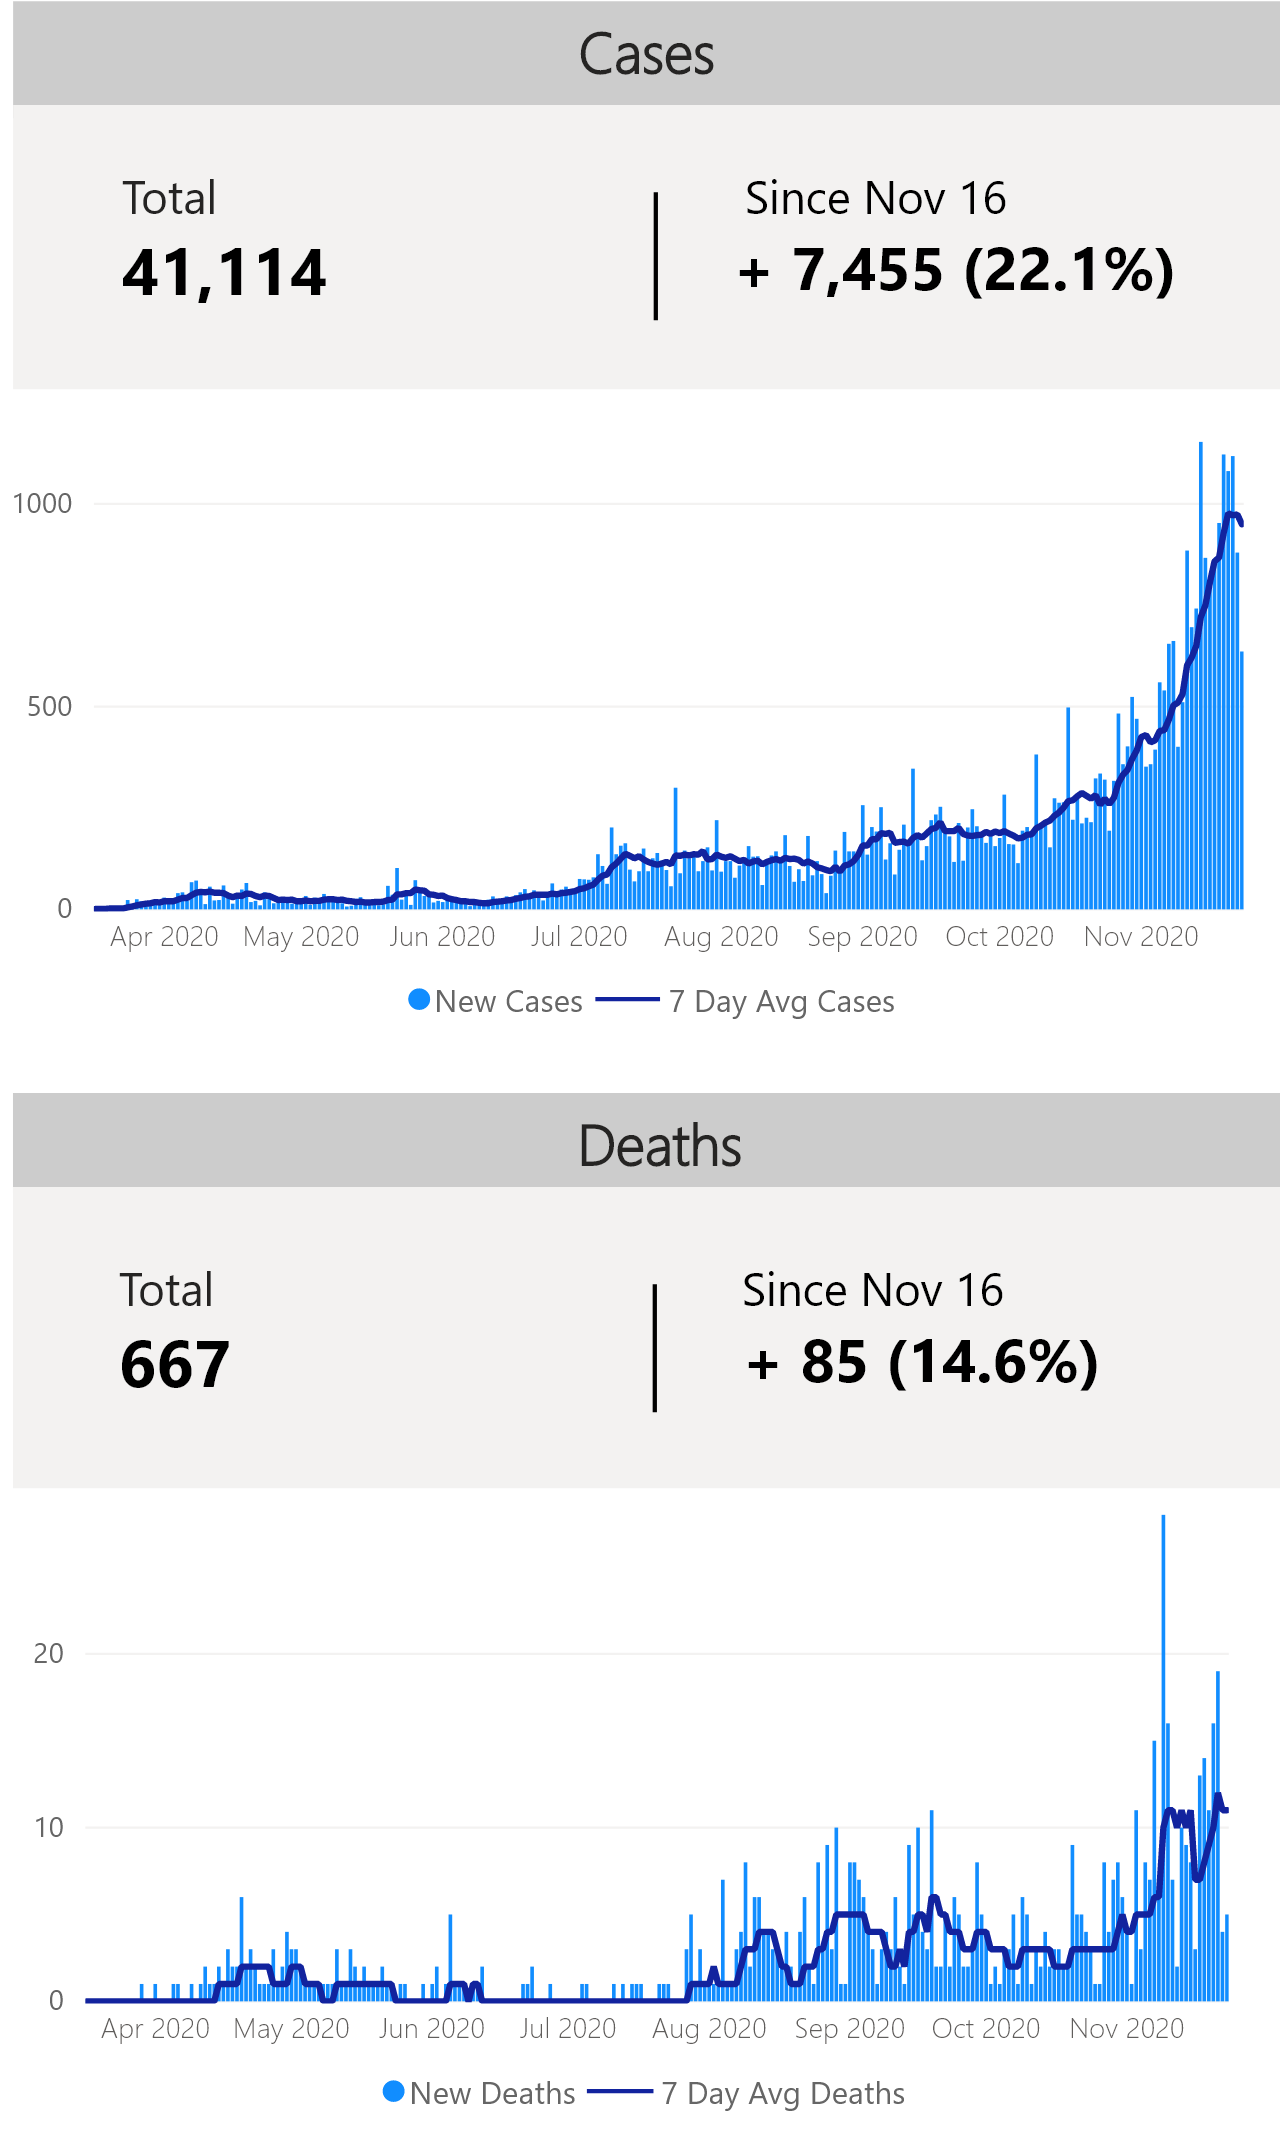 Cases
Total
41,114
Since Nov 16
+ 7,455 (22.1%)
1000
500
0
Apr 2020 May 2020 Jun 2020 Jul 2020 Aug 2020 Sep 2020 Oct 2020 Nov 2020
New Cases 7 Day Avg Cases
Deaths
Total
667
Since Nov 16
+ 85 (14.6%)
20
10
0
Apr 2020 May 2020 Jun 2020 Jul 2020 Aug 2020 Sep 2020 Oct 2020 Nov 2020
New Deaths 7 Day Avg Deaths